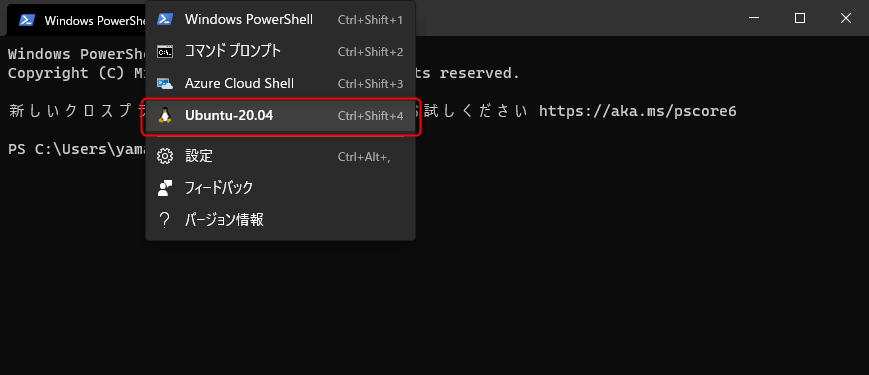 Windows PowerShe
Windows PowerShell Ctrl+Shift+1
コマンド プロンプト Ctrl+Shift+2
Azure Cloud Shell Ctrl+Shift+3
Ubuntu-20.04 Ctrl+Shift+4
設定 Ctrl+Alt+,
フィードバック
バージョン情報
Windows PowerSh
Copyright (C) Mi ts reserved.
新しいクロスプラ 試しください https://aka.ms/pscore6
PS C:\Users\yama